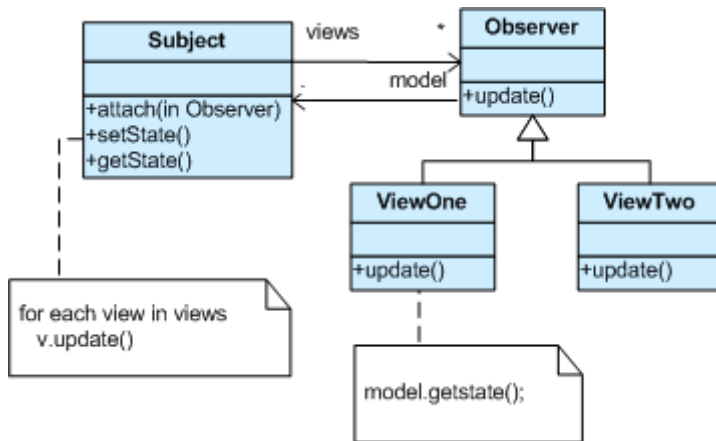 Subject
+attach(in Observer)
+setState()
+getState()
views
*
model
Observer
+update()
ViewOne
+update()
ViewTwo
+update()
for each view in views
v.update()
model.getstate();